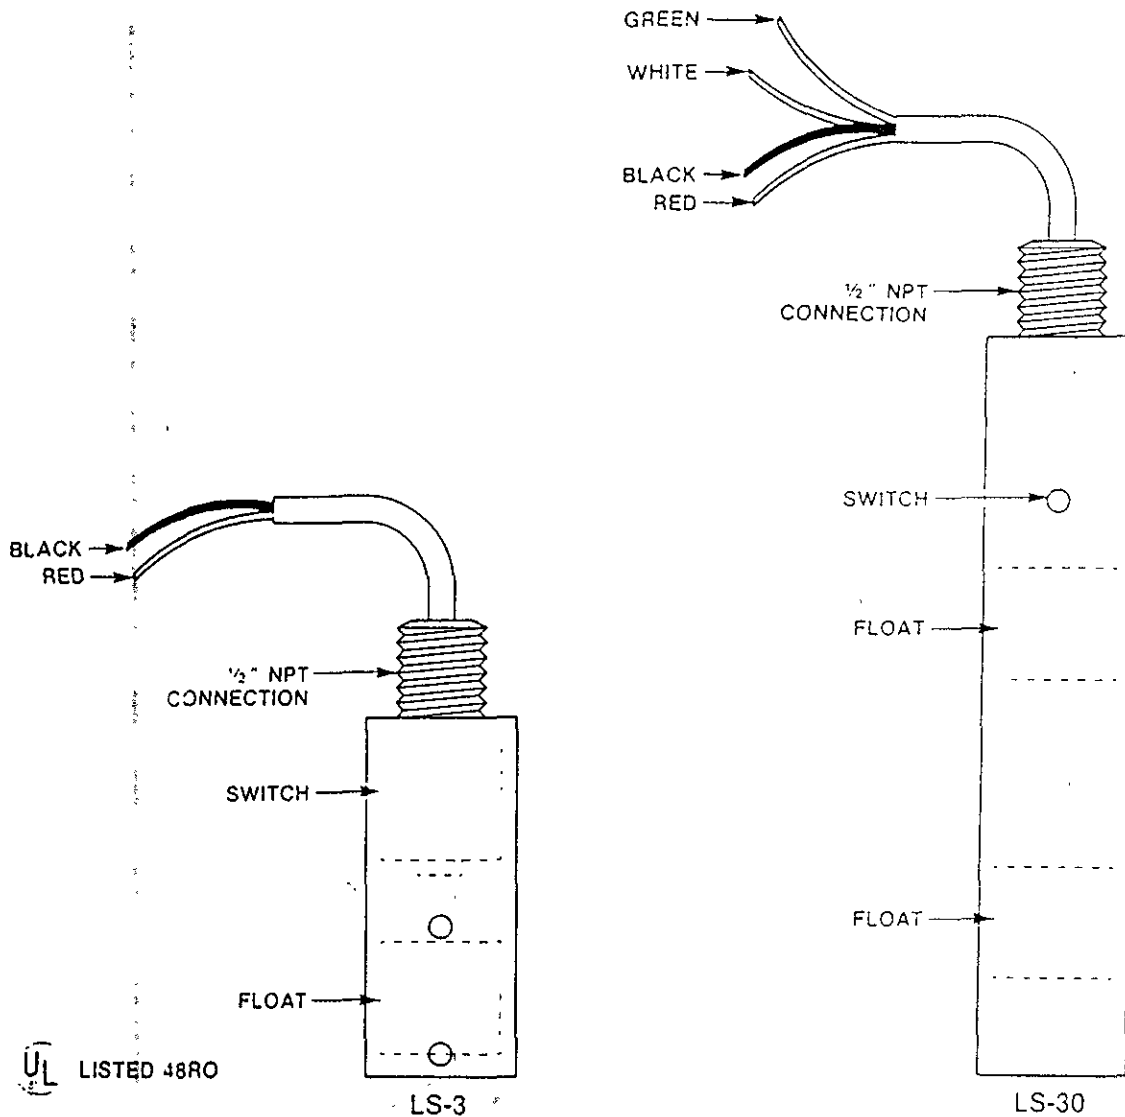 GREEN
WHITE
BLACK
RED
½" NPT
CONNECTION
SWITCH
FLOAT
FLOAT
LS-30
BLACK
RED
½" NPT
CONNECTION
SWITCH
FLOAT
UL LISTED 48RO
LS-3